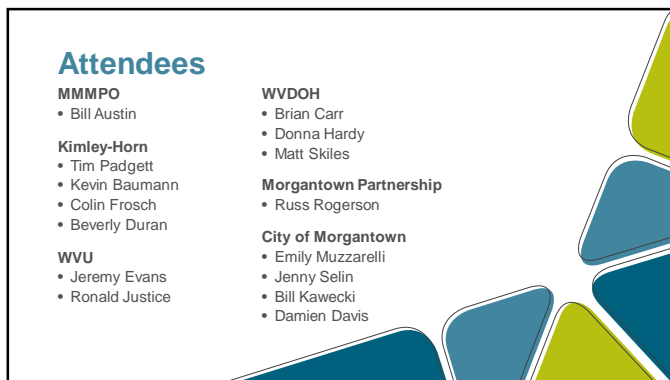 Attendees
MMMPO
• Bill Austin
Kimley-Horn
• Tim Padgett
• Kevin Baumann
• Colin Frosch
• Beverly Duran
WVU
• Jeremy Evans
• Ronald Justice
WVDOH
• Brian Carr
• Donna Hardy
• Matt Skiles
Morgantown Partnership
• Russ Rogerson
City of Morgantown
• Emily Muzzarelli
• Jenny Selin
• Bill Kawecki
• Damien Davis